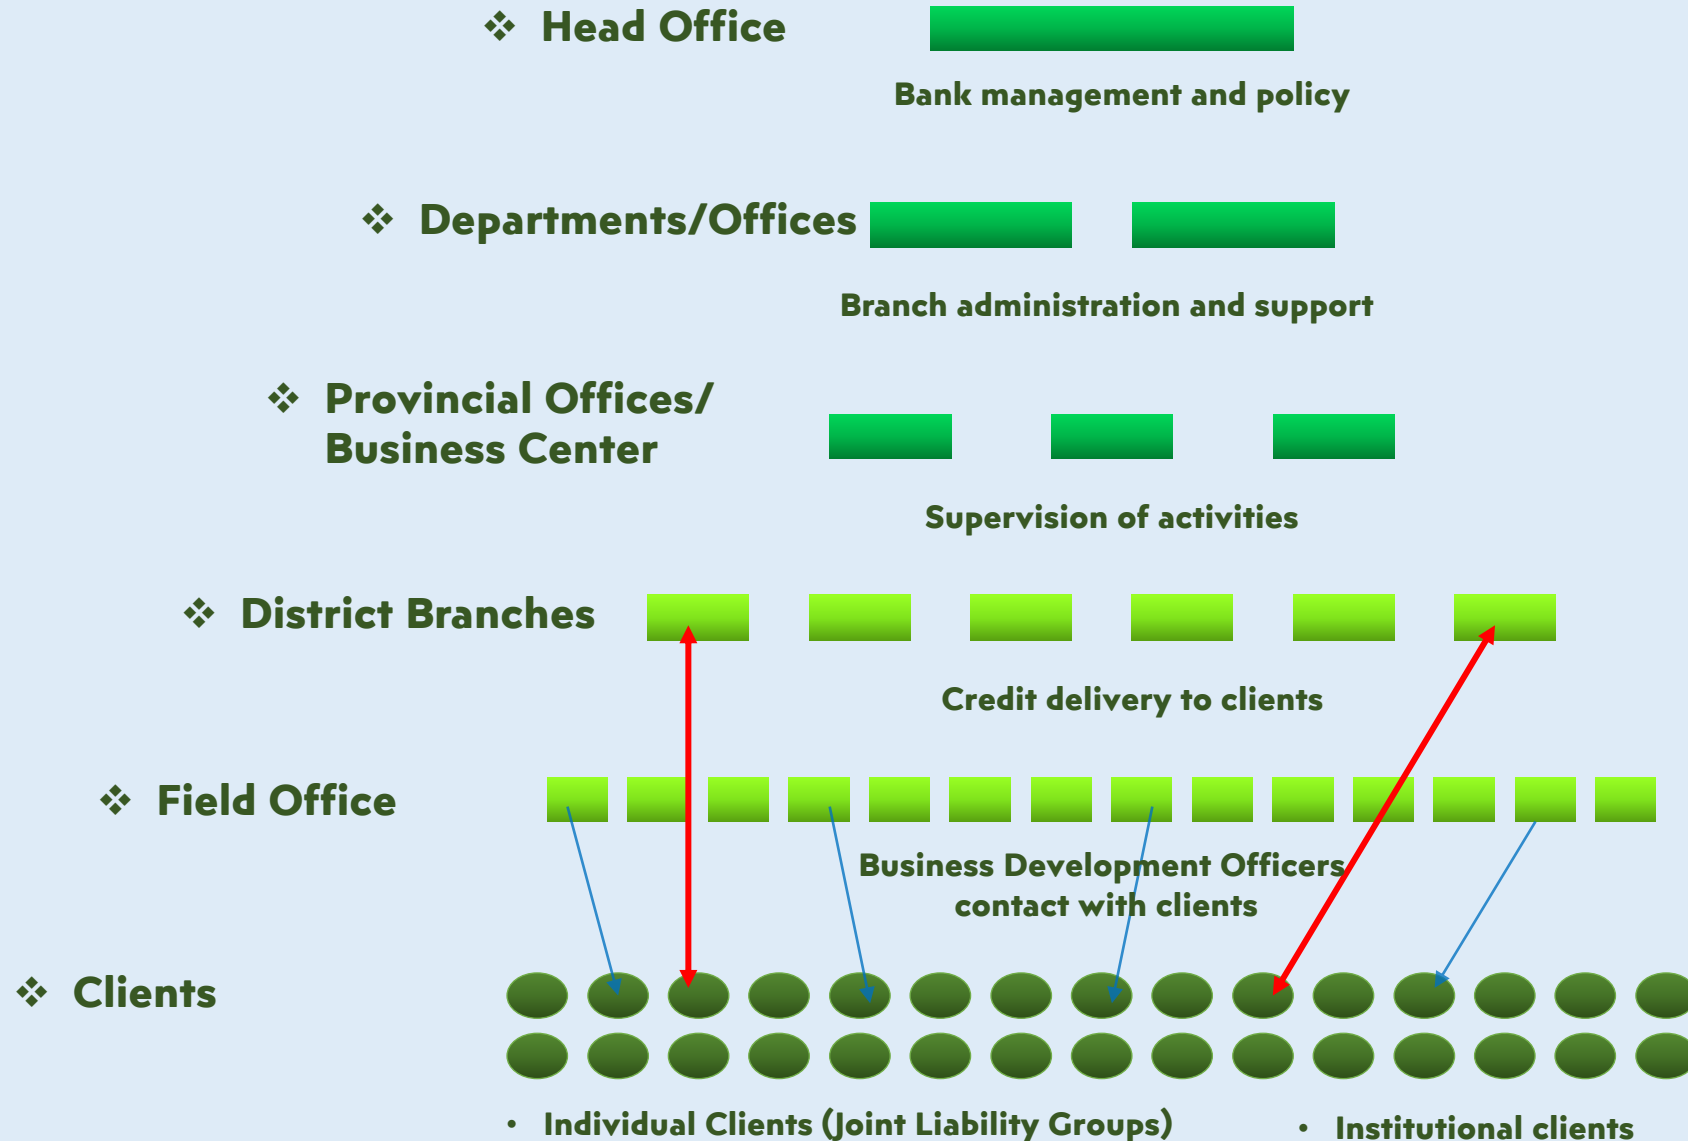 ❖ Head Office
Bank management and policy
❖ Departments/Offices
Branch administration and support
❖ Provincial Offices/
Business Center
Supervision of activities
❖ District Branches
Credit delivery to clients
❖ Field Office
Business Development Officers
contact with clients
❖ Clients
• Individual Clients (Joint Liability Groups)
• Institutional clients